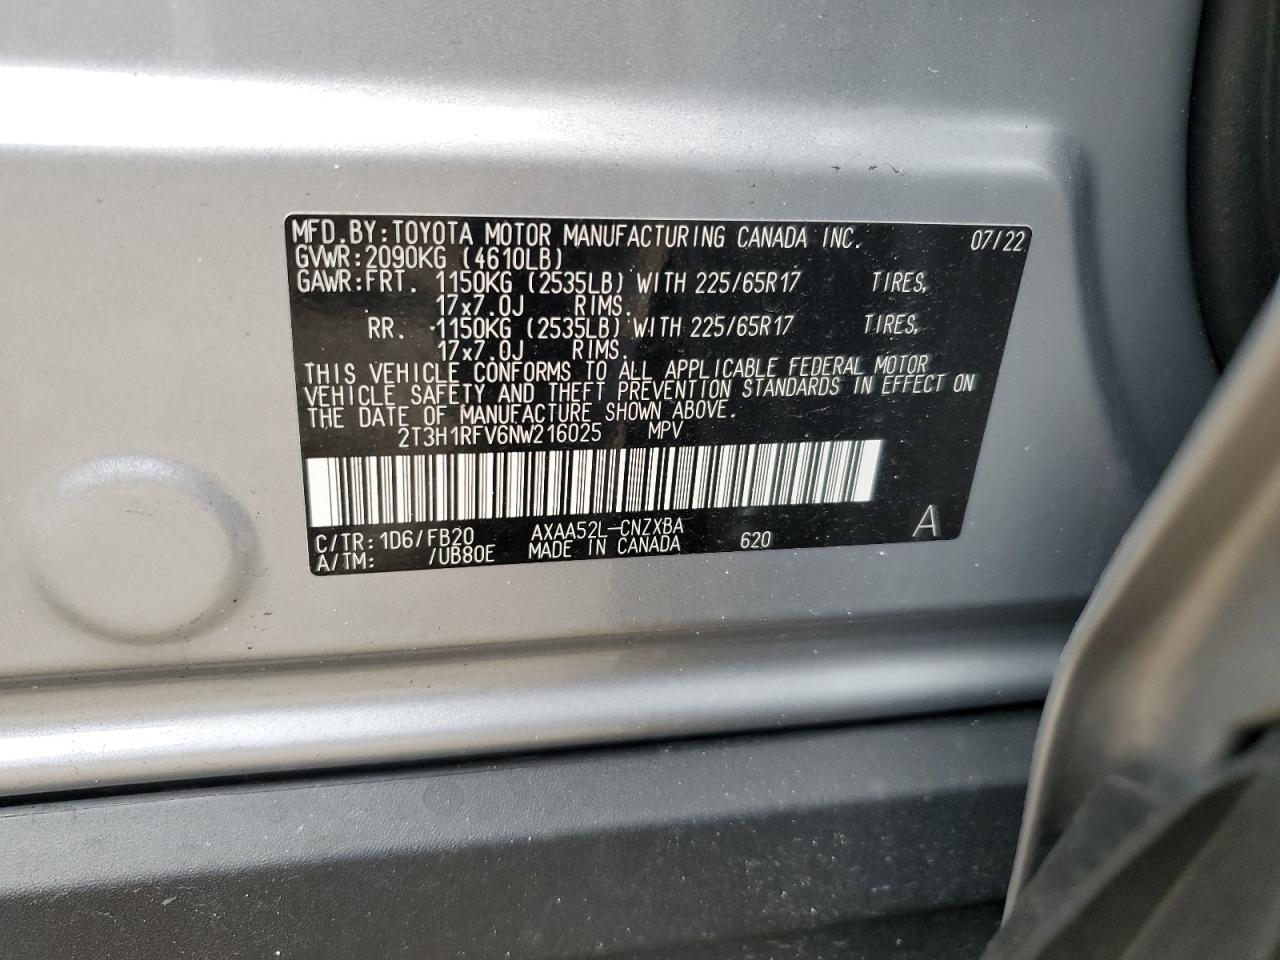 MFD.BY:TOYOTA MOTOR MANUFACTURING CANADA INC. 07/22
GVWR:2090KG (4610LB)
GAWR:FRT. 1150KG (2535LB) WITH 225/65R17 TIRES,
17x7.0J RIMS.
RR. 1150KG (2535LB) WITH 225/65R17 TIRES,
17x7.0J RIMS.
THIS VEHICLE CONFORMS TO ALL APPLICABLE FEDERAL MOTOR
VEHICLE SAFETY AND THEFT PREVENTION STANDARDS IN EFFECT ON
THE DATE OF MANUFACTURE SHOWN ABOVE.
2T3H1RFV6NW216025 MPV
C/TR: 1D6/FB20 AXAA52L-CNZXBA
A/TM: /UB80E MADE IN CANADA 620 A